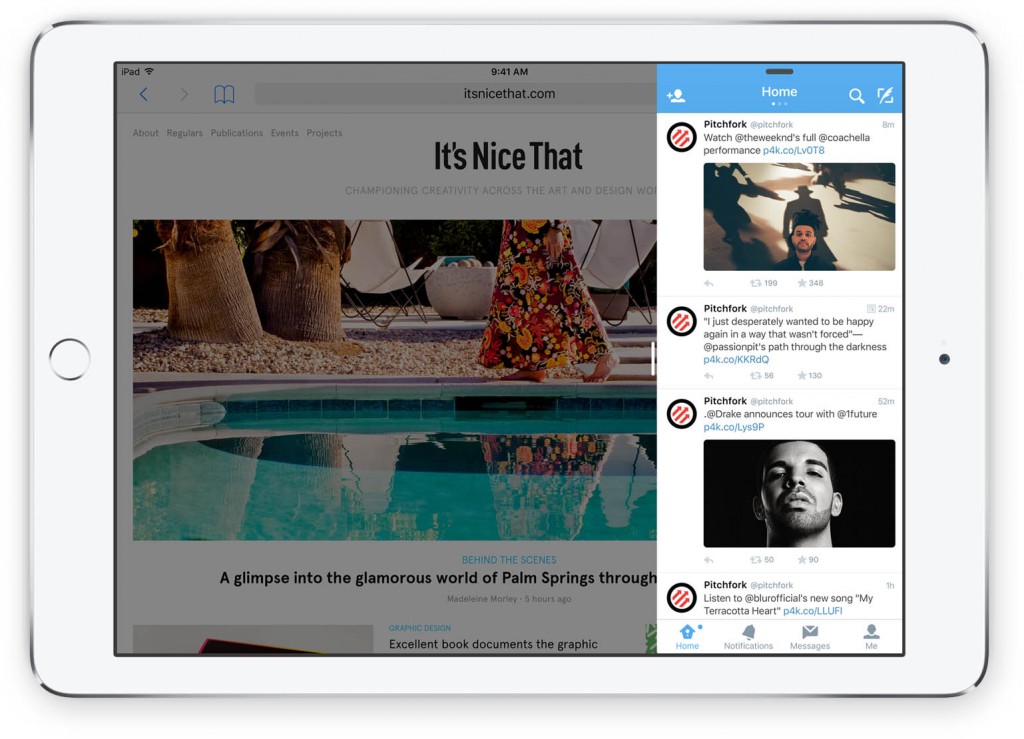 iPad
9:41 AM
itsnicethat.com
About Regulars Publications Events Projects
It's Nice That
CHAMPIONING CREATIVITY ACROSS THE ART AND DESIGN
BEHIND THE SCENES
A glimpse into the glamorous world of Palm Springs through
Madeleine Morley · 5 hours ago
GRAPHIC DESIGN
Excellent book documents the graphic
Home
Pitchfork @pitchfork 8m
Watch @theweeknd's full @coachella
performance p4k.co/Lv0T8
199 348
Pitchfork @pitchfork 22m
"I just desperately wanted to be happy
again in a way that wasn't forced"—
@passionpit's path through the darkness
p4k.co/KKRdQ
56 130
Pitchfork @pitchfork 52m
.@Drake announces tour with @1future
p4k.co/Lys9P
50 90
Pitchfork @pitchfork 1h
Listen to @blurofficial's new song "My
Terracotta Heart" p4k.co/LLUFI
Home Notifications Messages Me